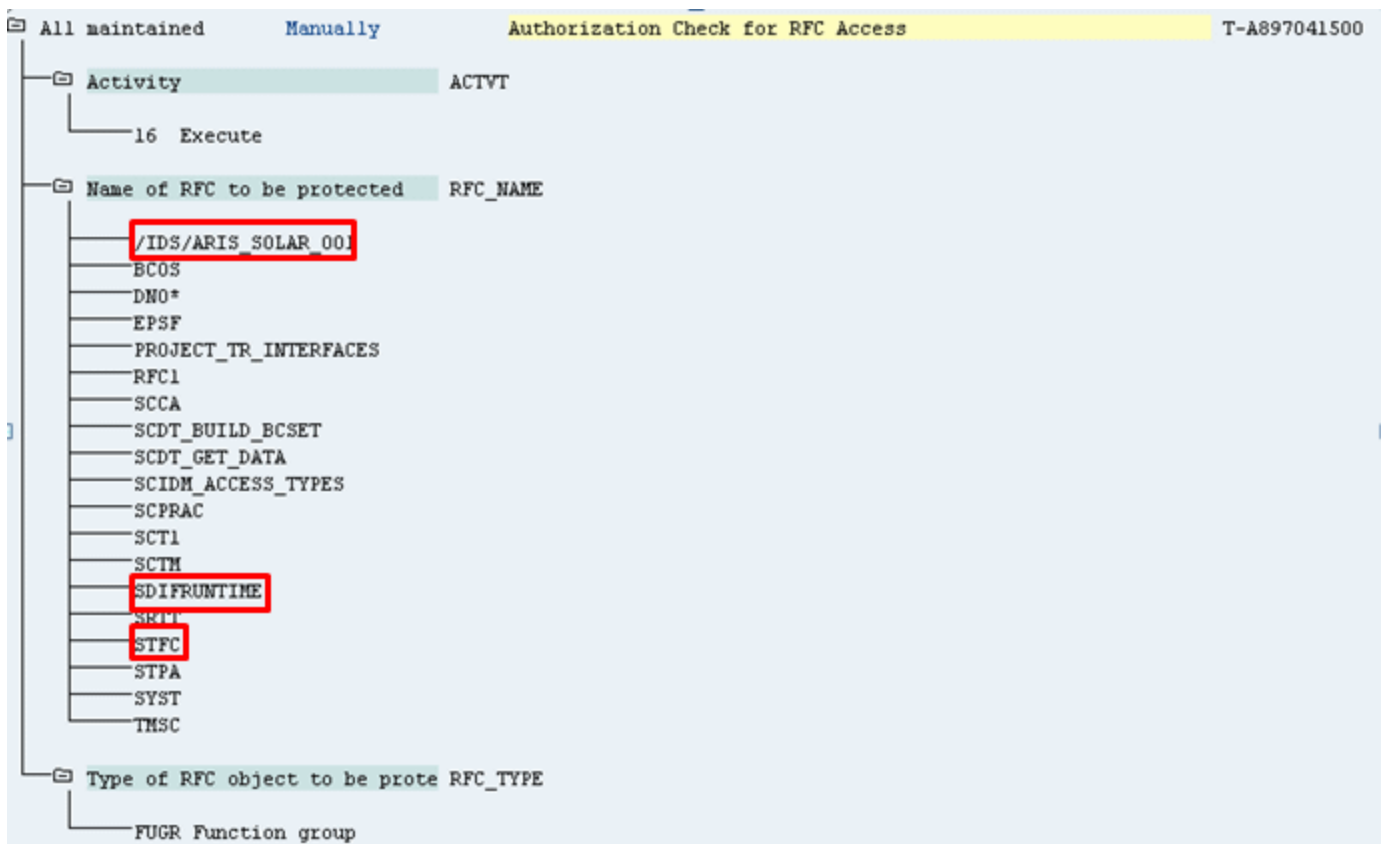 All maintained Manually Authorization Check for RFC Access T-A897041500
Activity ACTVT
16 Execute
Name of RFC to be protected RFC_NAME
/IDS/ARIS_SOLAR_001
BCOS
DNO*
EPSF
PROJECT_TR_INTERFACES
RFC1
SCCA
SCDT_BUILD_BCSET
SCDT_GET_DATA
SCIDM_ACCESS_TYPES
SCPRAC
SCT1
SCTM
SDIFRUNTIME
SRTT
STFC
STPA
SYST
TMSC
Type of RFC object to be prote RFC_TYPE
FUGR Function group